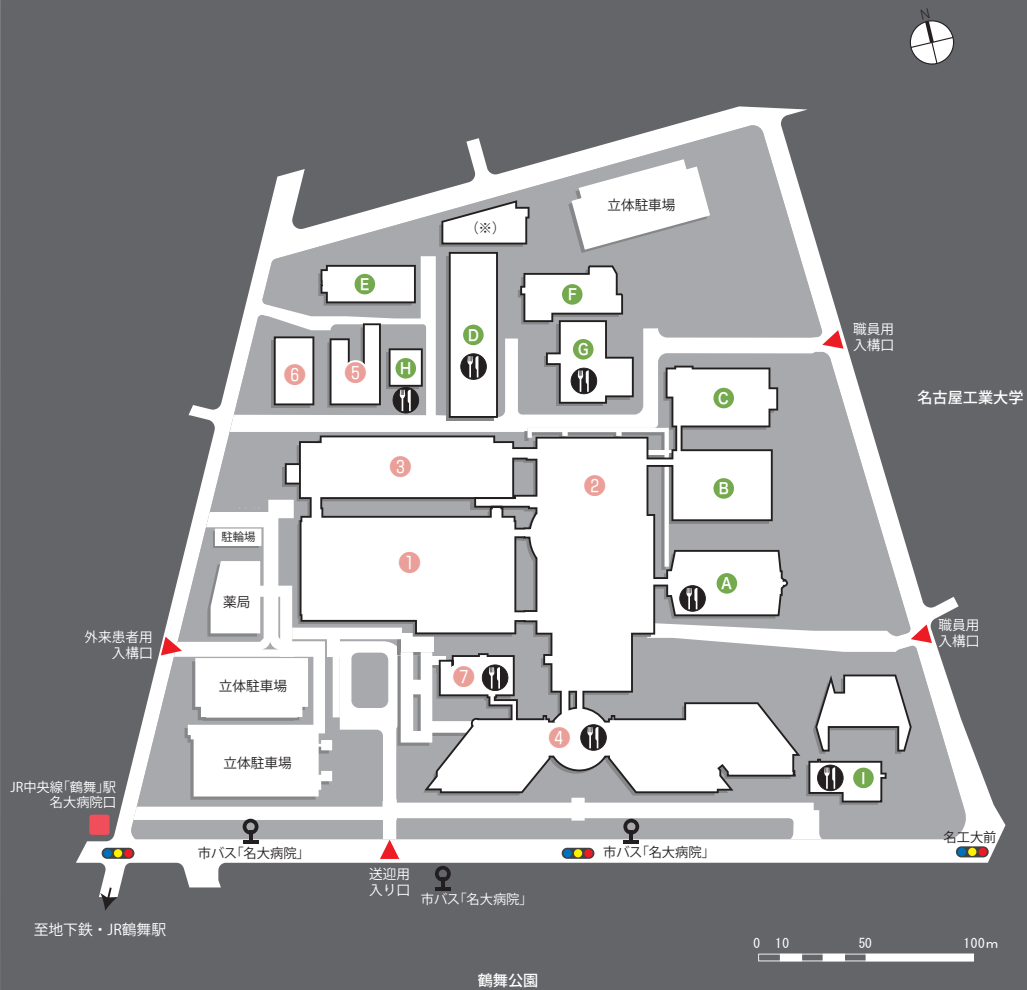 N
立体駐車場
(※)
E
F
D
G
職員用
入構口
6
5
H
C
名古屋工業大学
3
2
B
駐輪場
1
A
薬局
外来患者用
入構口
職員用
入構口
立体駐車場
7
4
立体駐車場
I
JR中央線「鶴舞」駅
名大病院口
名工大前
市バス「名大病院」
市バス「名大病院」
送迎用
入り口
市バス「名大病院」
至地下鉄・JR鶴舞駅
0 10 50 100m
鶴舞公園